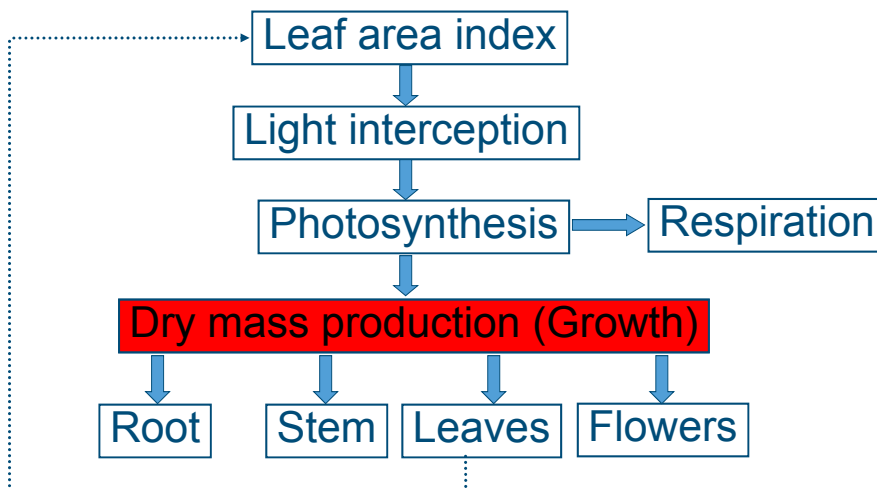 Leaf area index
Light interception
Photosynthesis
Respiration
Dry mass production (Growth)
Root
Stem
Leaves
Flowers